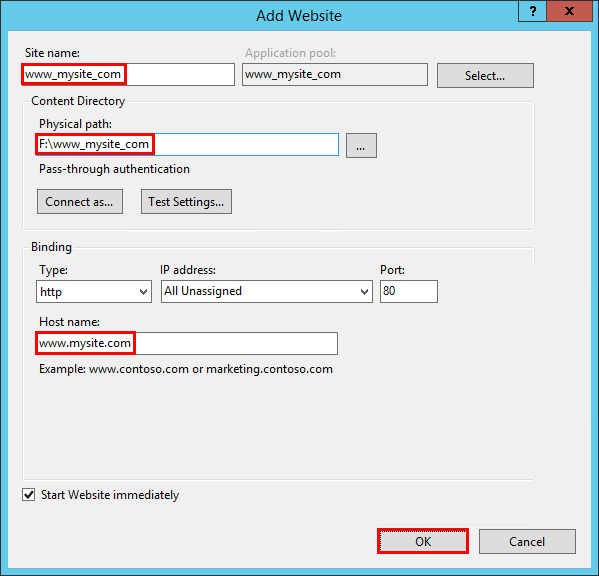 Add Website
?
x
Site name:
Application pool:
www_mysite_com
www_mysite_com
Select...
Content Directory
Physical path:
F:\www_mysite_com
...
Pass-through authentication
Connect as...
Test Settings...
Binding
Type:
IP address:
Port:
http
All Unassigned
80
Host name:
www.mysite.com
Example: www.contoso.com or marketing.contoso.com
Start Website immediately
OK
Cancel